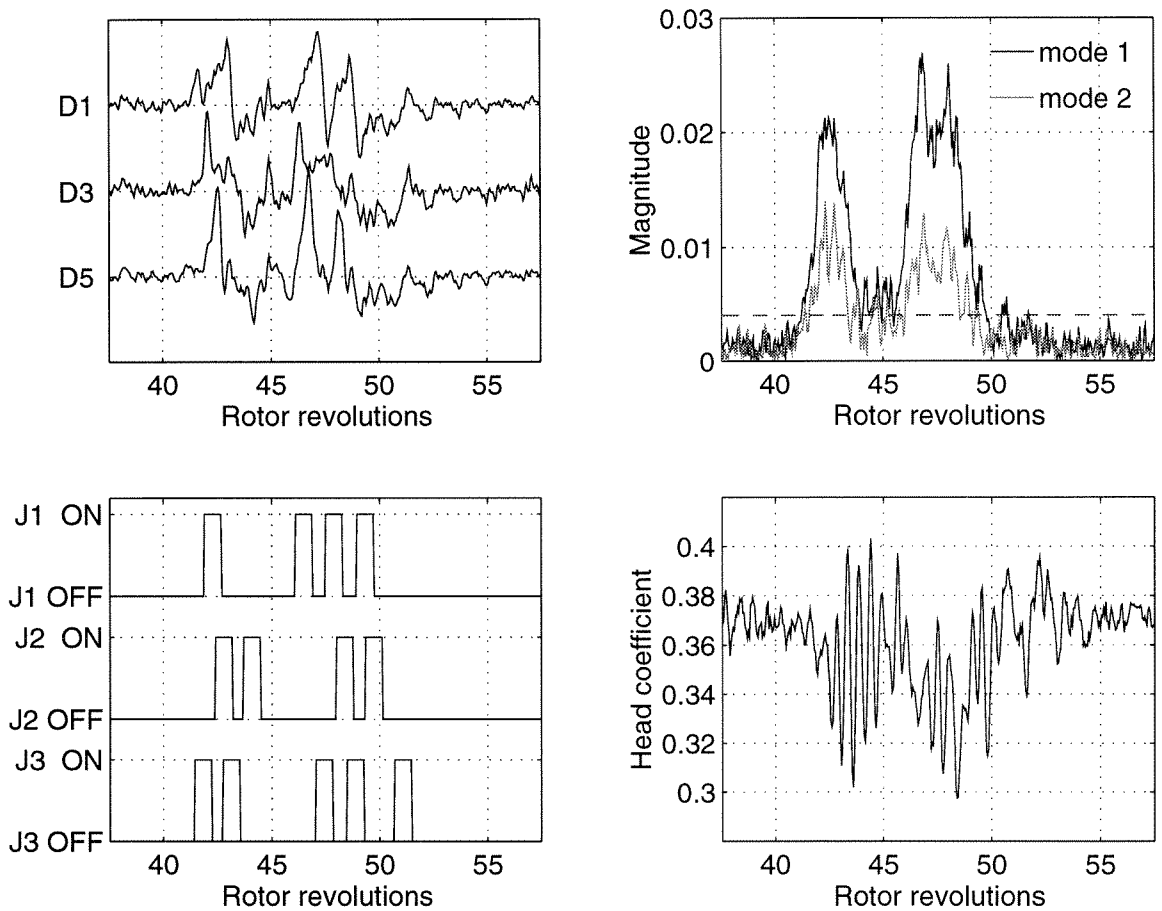 D1
D3
D5
40 45 50 55
Rotor revolutions
0.03
0.02
0.01
0
Magnitude
mode 1
mode 2
40 45 50 55
Rotor revolutions
J1 ON
J1 OFF
J2 ON
J2 OFF
J3 ON
J3 OFF
40 45 50 55
Rotor revolutions
0.4
0.38
0.36
0.34
0.32
0.3
Head coefficient
40 45 50 55
Rotor revolutions